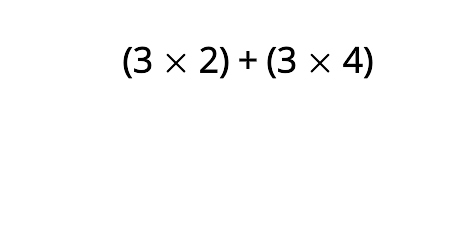 (3 × 2) + (3 × 4)